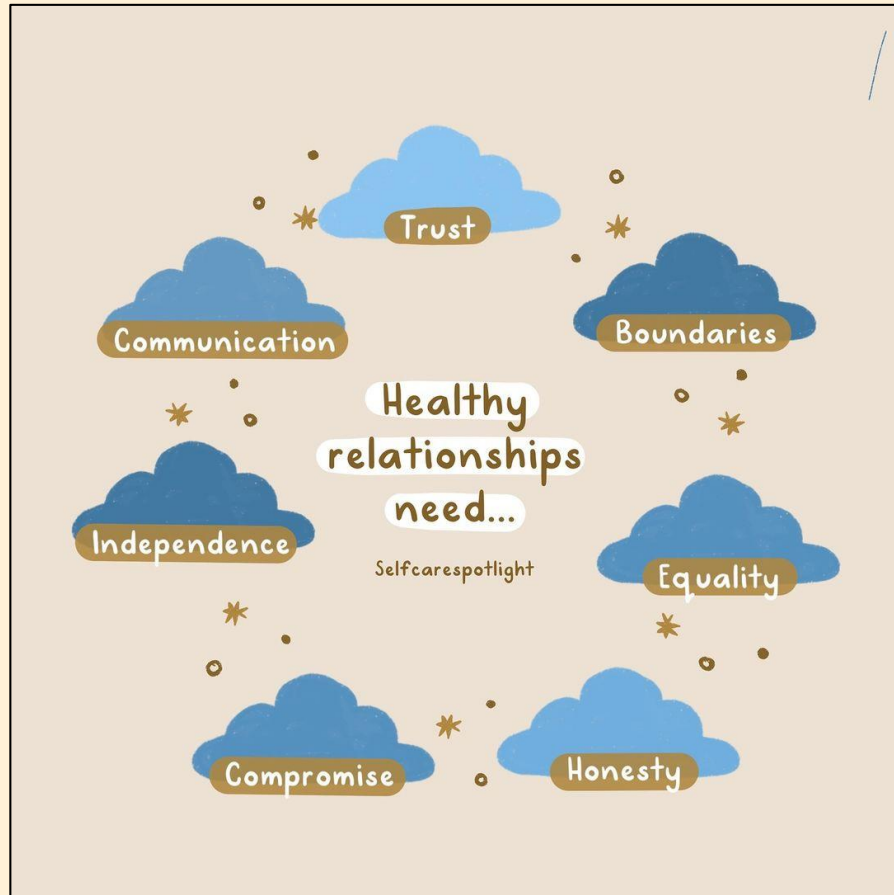 Trust
Communication
Boundaries
Healthy
relationships
need...
Selfcarespotlight
Independence
Equality
Compromise
Honesty